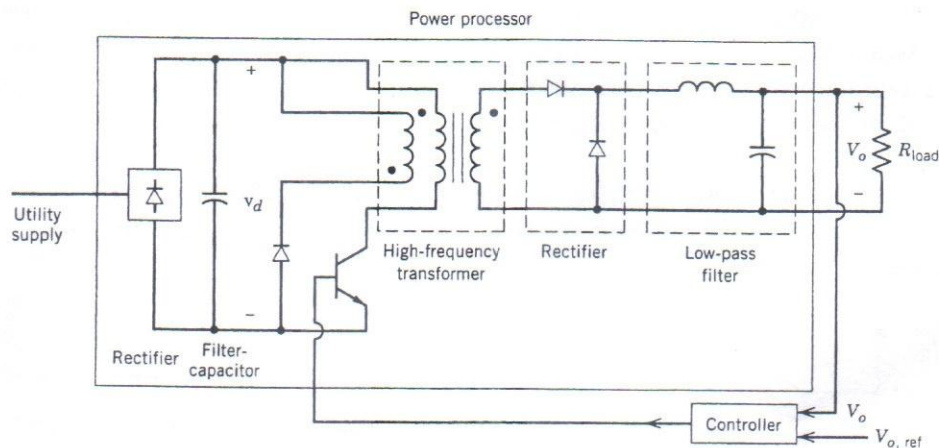 Power processor
+
+
V_o
R_load
Utility
supply
v_d
−
−
High-frequency
transformer
Rectifier
Low-pass
filter
Rectifier
Filter-
capacitor
Controller
V_o
V_o, ref